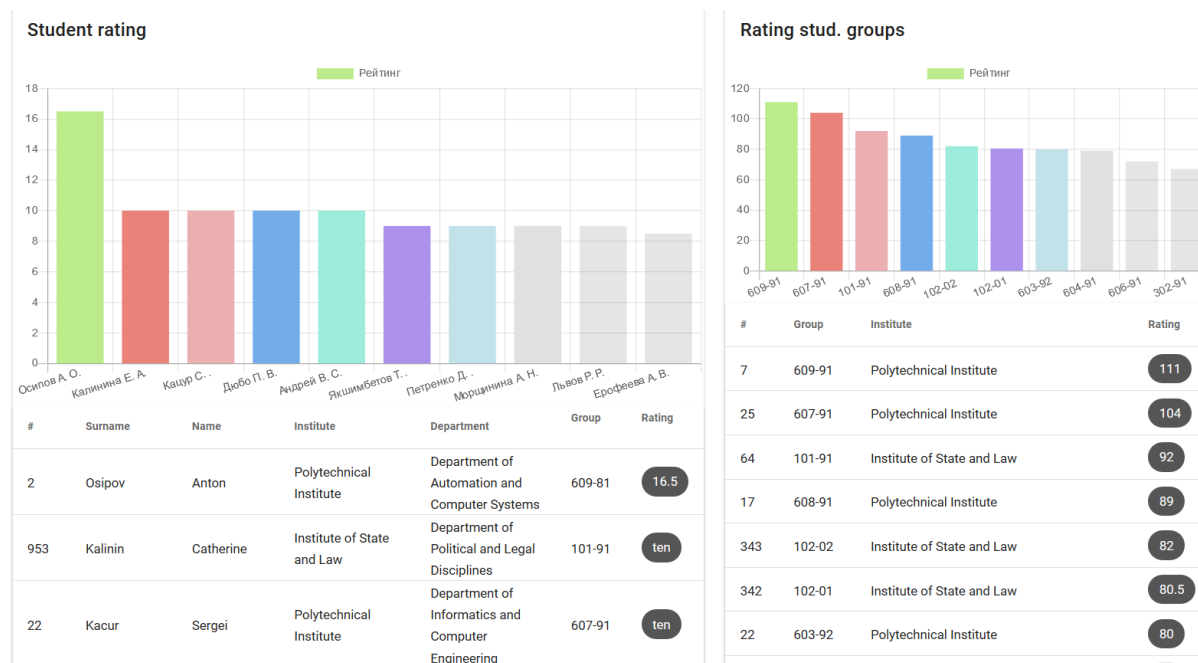 Student rating
Рейтинг
18
16
14
12
10
8
6
4
2
0
Осипов А. О.
Калинина Е. А.
Кацур С. .
Дюбо П. В.
Андрей В. С.
Якшимбетов Т. .
Петренко Д. .
Морщинина А. Н.
Львов Р. Р.
Ерофеева А. В.
# Surname Name Institute Department Group Rating
2 Osipov Anton Polytechnical Institute Department of Automation and Computer Systems 609-81 16.5
953 Kalinin Catherine Institute of State and Law Department of Political and Legal Disciplines 101-91 ten
22 Kacur Sergei Polytechnical Institute Department of Informatics and Computer Engineering 607-91 ten
Rating stud. groups
Рейтинг
120
100
80
60
40
20
0
609-91
607-91
101-91
608-91
102-02
102-01
603-92
604-91
606-91
302-91
# Group Institute Rating
7 609-91 Polytechnical Institute 111
25 607-91 Polytechnical Institute 104
64 101-91 Institute of State and Law 92
17 608-91 Polytechnical Institute 89
343 102-02 Institute of State and Law 82
342 102-01 Institute of State and Law 80.5
22 603-92 Polytechnical Institute 80